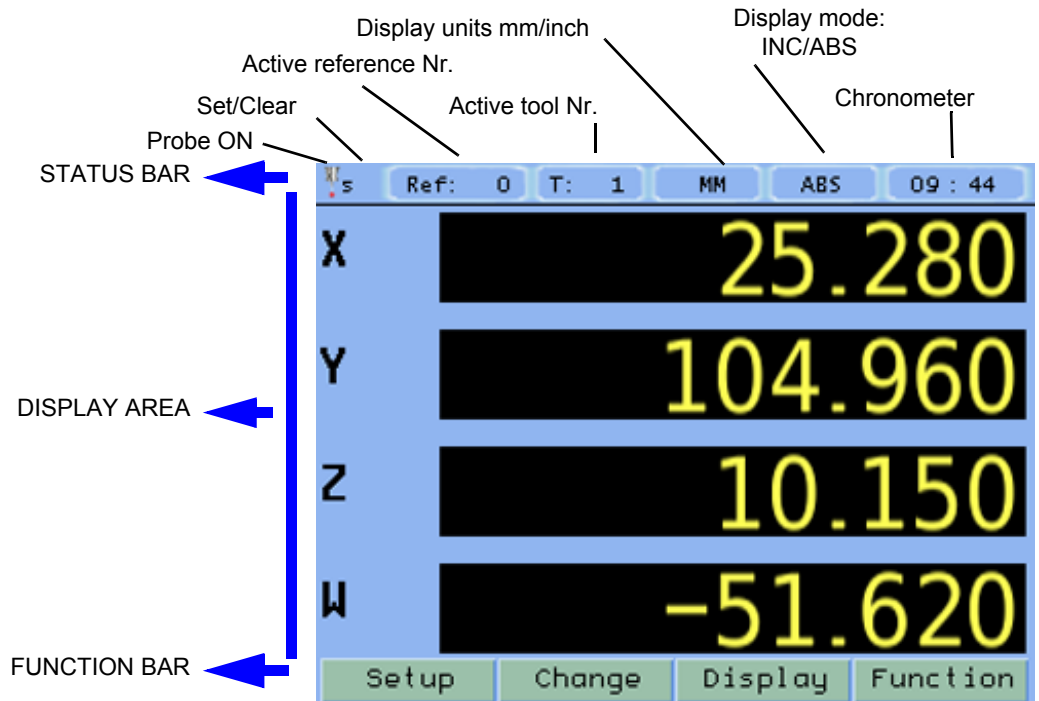 Display mode:
INC/ABS
Display units mm/inch
Active reference Nr.
Chronometer
Set/Clear
Active tool Nr.
Probe ON
STATUS BAR
s Ref: 0 T: 1 MM ABS 09 : 44
X 25.280
Y 104.960
DISPLAY AREA
Z 10.150
W -51.620
FUNCTION BAR
Setup Change Display Function